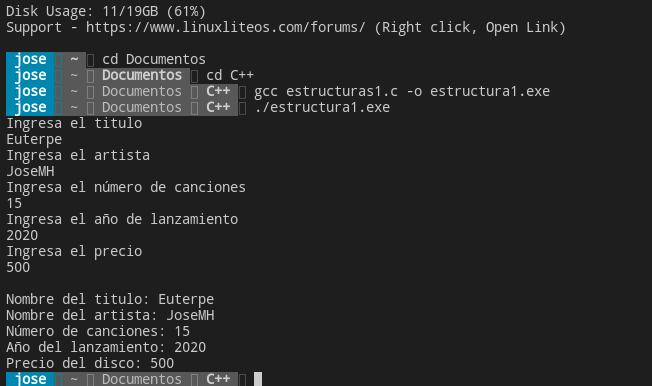 Disk Usage: 11/19GB (61%)
Support - https://www.linuxliteos.com/forums/ (Right click, Open Link)
jose ~ cd Documentos
jose ~ Documentos cd C++
jose ~ Documentos C++ gcc estructuras1.c -o estructura1.exe
jose ~ Documentos C++ ./estructura1.exe
Ingresa el titulo
Euterpe
Ingresa el artista
JoseMH
Ingresa el número de canciones
15
Ingresa el año de lanzamiento
2020
Ingresa el precio
500
Nombre del titulo: Euterpe
Nombre del artista: JoseMH
Número de canciones: 15
Año del lanzamiento: 2020
Precio del disco: 500
jose ~ Documentos C++